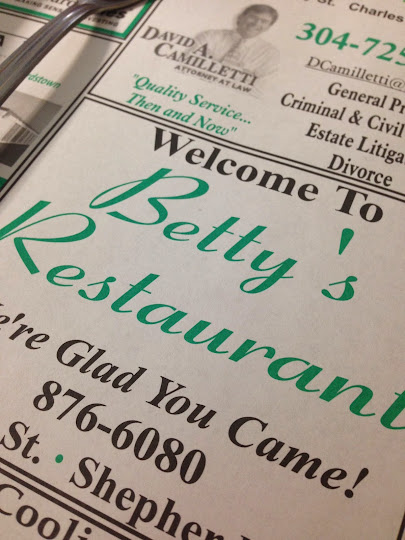 St. Charles
DAVID A.
CAMILLETTI
ATTORNEY AT LAW
"Quality Service...
Then and Now"
304-725
DCamilletti@
General Pr
Criminal & Civil
Estate Litiga
Divorce
rdstown
Welcome To
Betty's
Restaurant
e're Glad You Came!
876-6080
St. • Shepher
Cooli